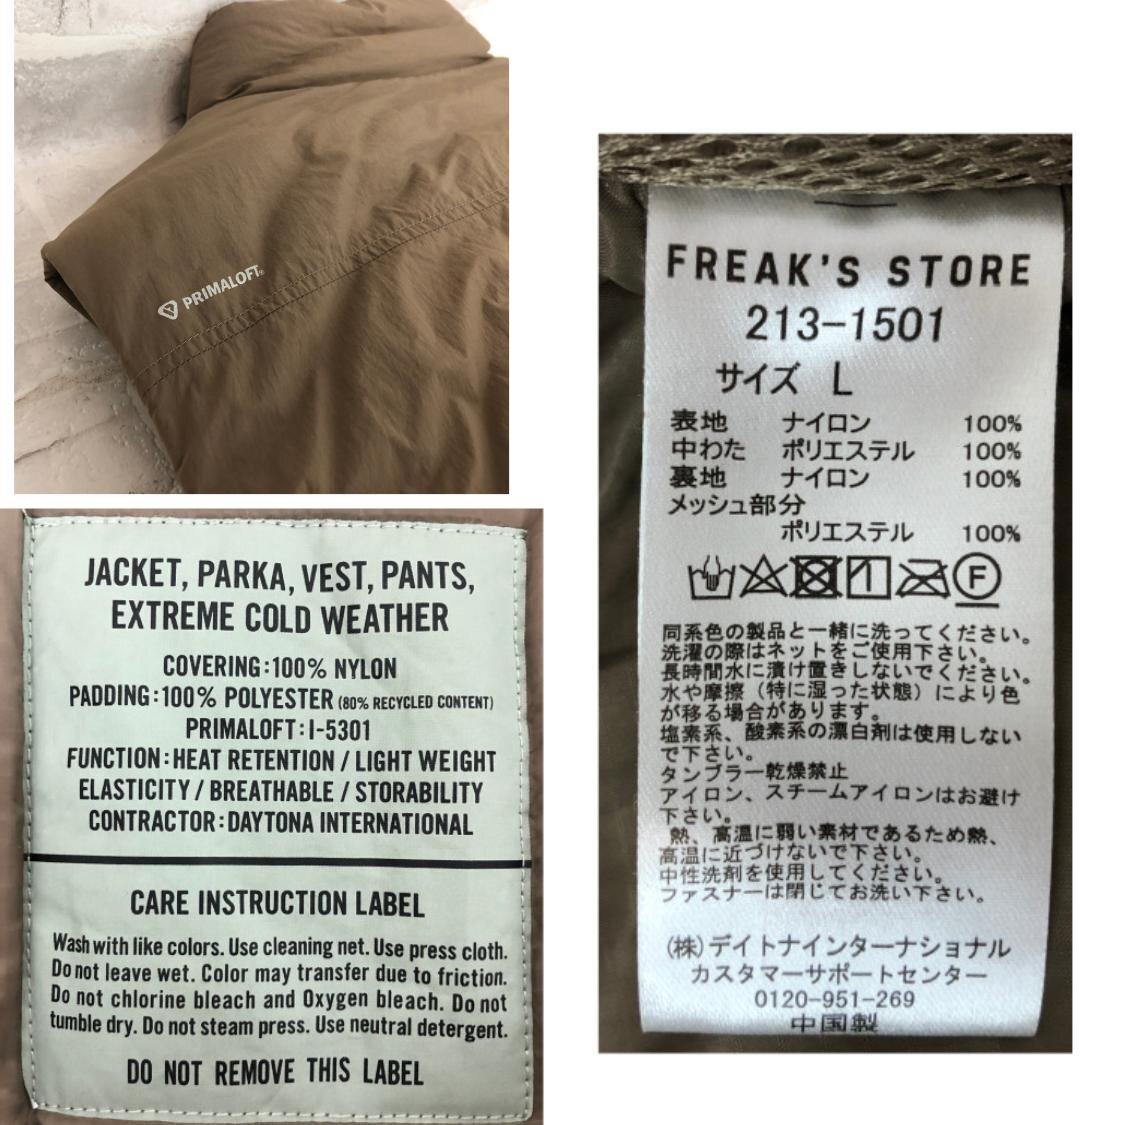 PRIMALOFT®
JACKET, PARKA, VEST, PANTS,
EXTREME COLD WEATHER
COVERING:100% NYLON
PADDING:100% POLYESTER (80% RECYCLED CONTENT)
PRIMALOFT:I-5301
FUNCTION:HEAT RETENTION / LIGHT WEIGHT
ELASTICITY / BREATHABLE / STORABILITY
CONTRACTOR:DAYTONA INTERNATIONAL
CARE INSTRUCTION LABEL
Wash with like colors. Use cleaning net. Use press cloth.
Do not leave wet. Color may transfer due to friction.
Do not chlorine bleach and Oxygen bleach. Do not
tumble dry. Do not steam press. Use neutral detergent.
DO NOT REMOVE THIS LABEL
FREAK'S STORE
213-1501
サイズ L
表地 ナイロン 100%
中わた ポリエステル 100%
裏地 ナイロン 100%
メッシュ部分
ポリエステル 100%
F
同系色の製品と一緒に洗ってください。
洗濯の際はネットをご使用下さい。
長時間水に漬け置きしないでください。
水や摩擦（特に湿った状態）により色
が移る場合があります。
塩素系、酸素系の漂白剤は使用しない
で下さい。
タンブラー乾燥禁止
アイロン、スチームアイロンはお避け
下さい。
熱、高温に弱い素材であるため熱、
高温に近づけないで下さい。
中性洗剤を使用してください。
ファスナーは閉じてお洗い下さい。
(株)デイトナインターナショナル
カスタマーサポートセンター
0120-951-269
中国製